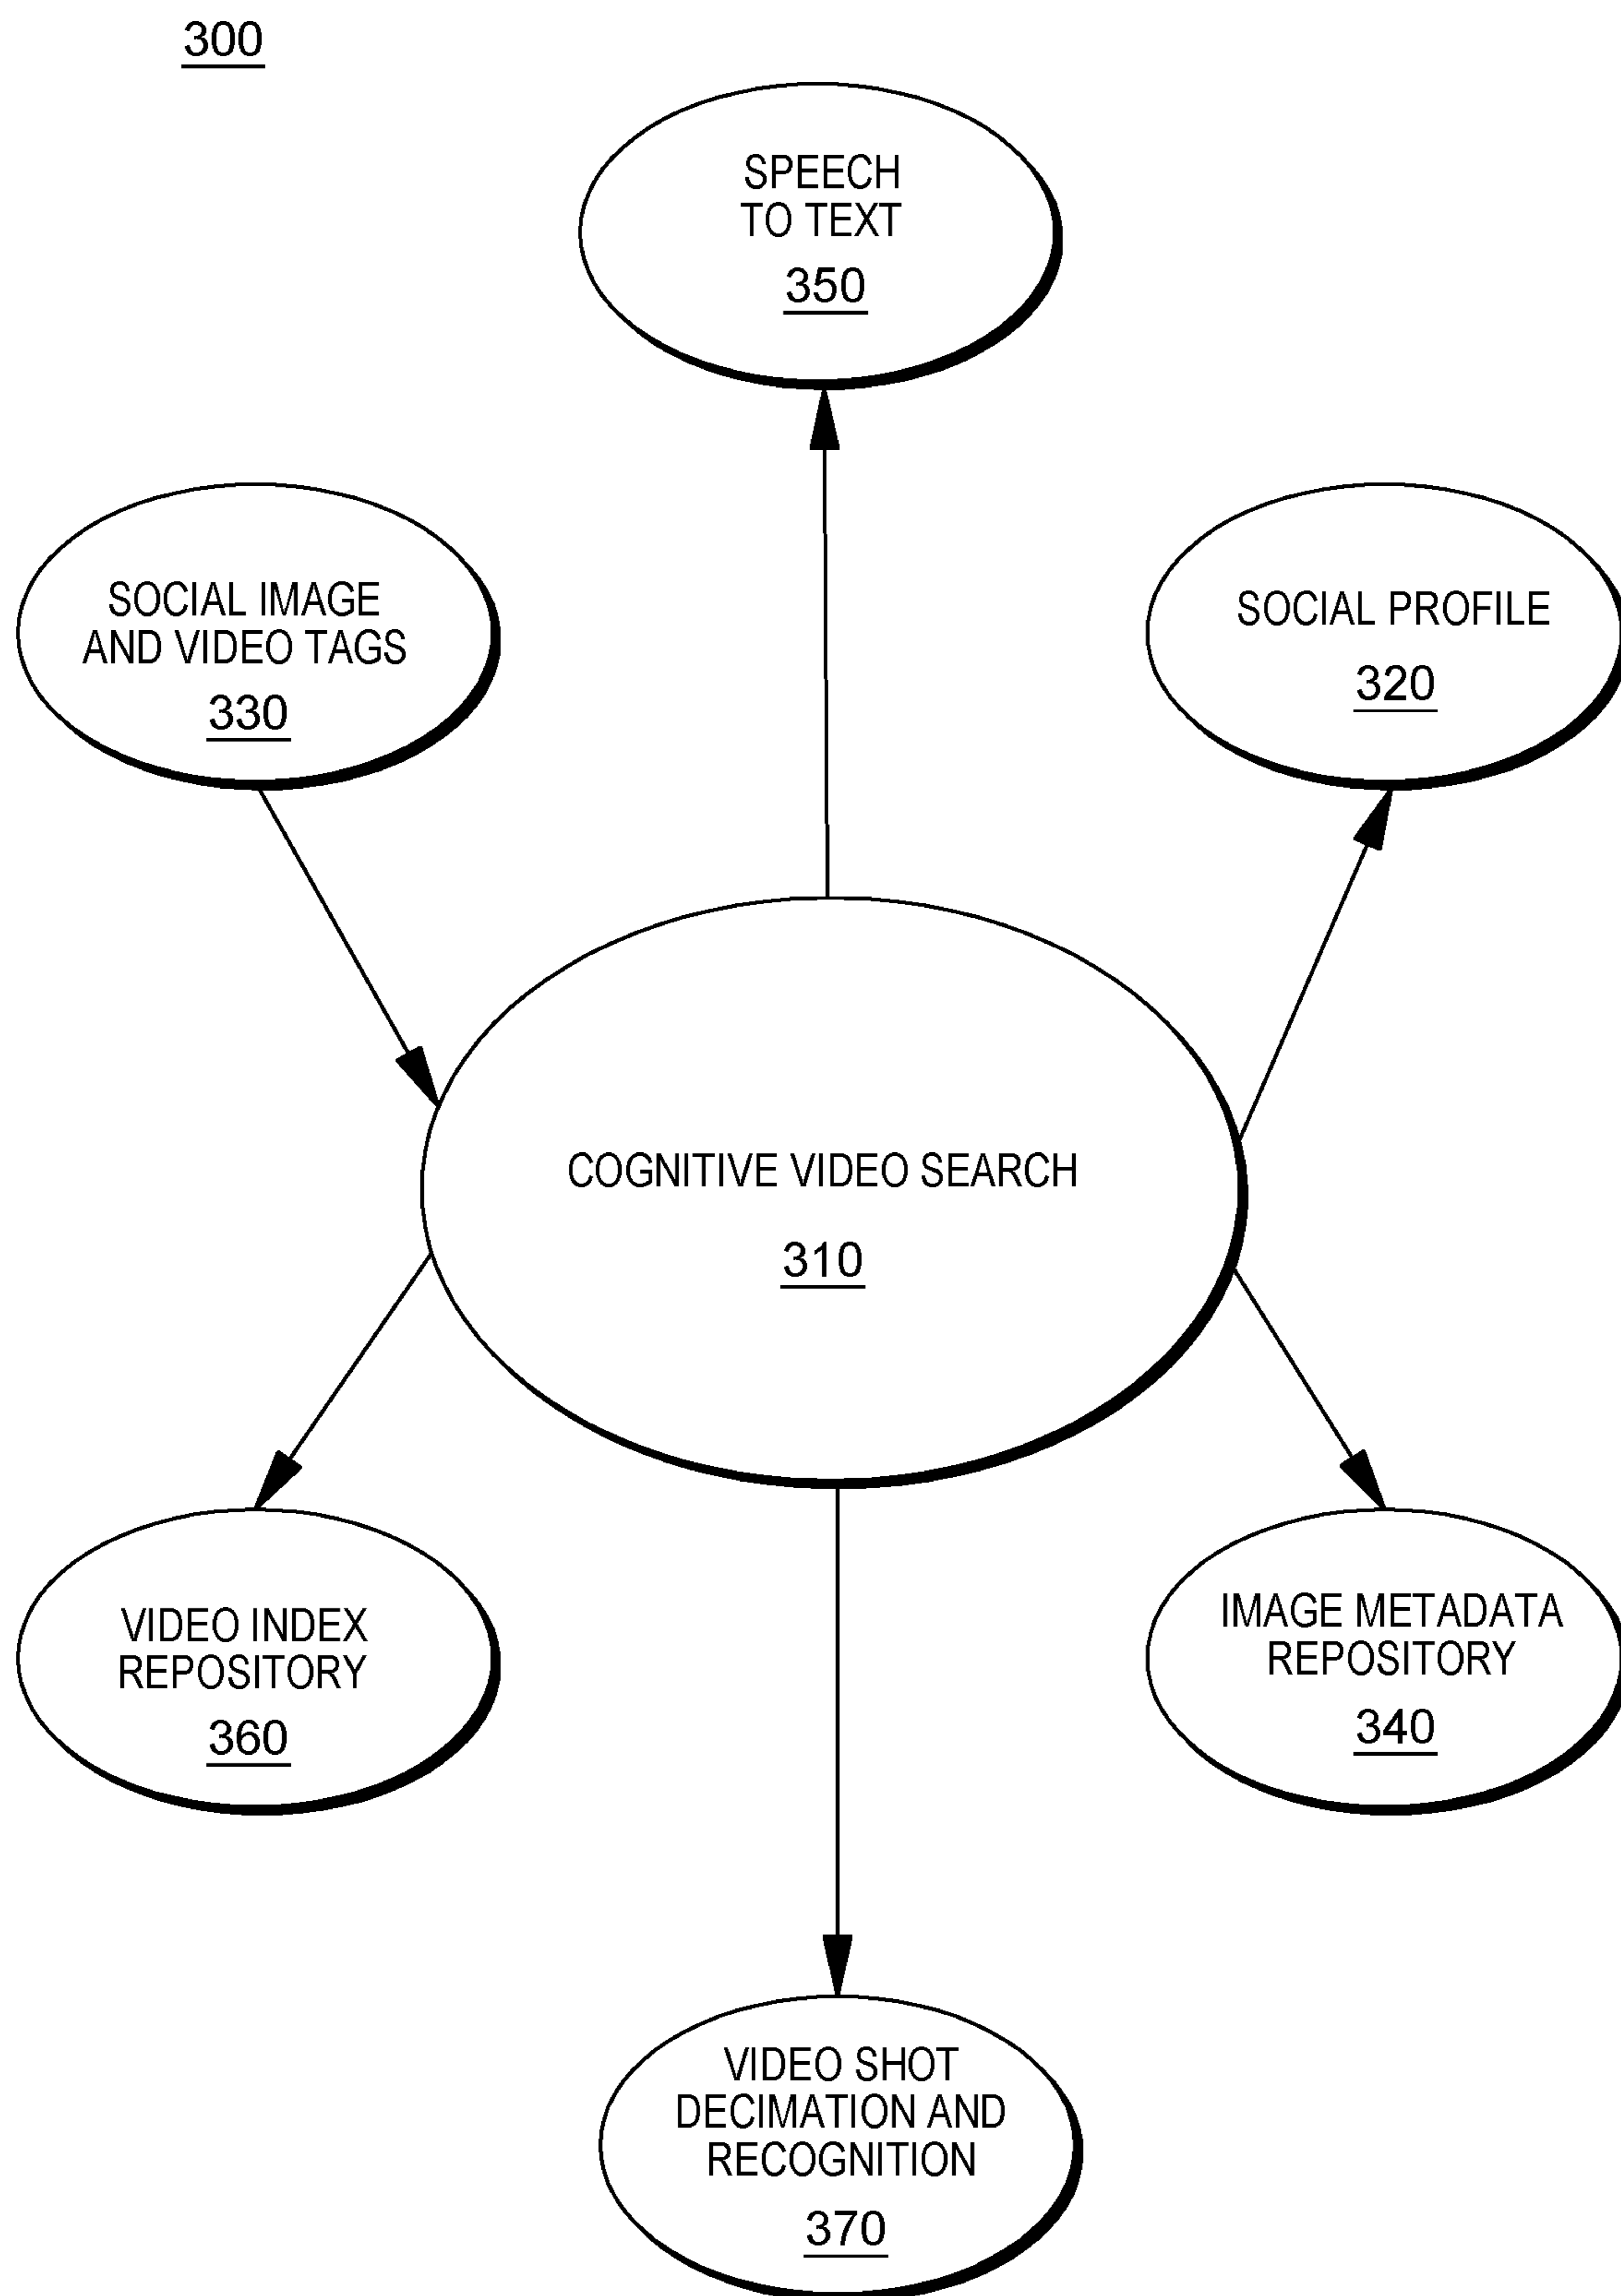 300
SPEECH
TO TEXT
350
SOCIAL IMAGE
AND VIDEO TAGS
330
SOCIAL PROFILE
320
COGNITIVE VIDEO SEARCH
310
VIDEO INDEX
REPOSITORY
360
IMAGE METADATA
REPOSITORY
340
VIDEO SHOT
DECIMATION AND
RECOGNITION
370